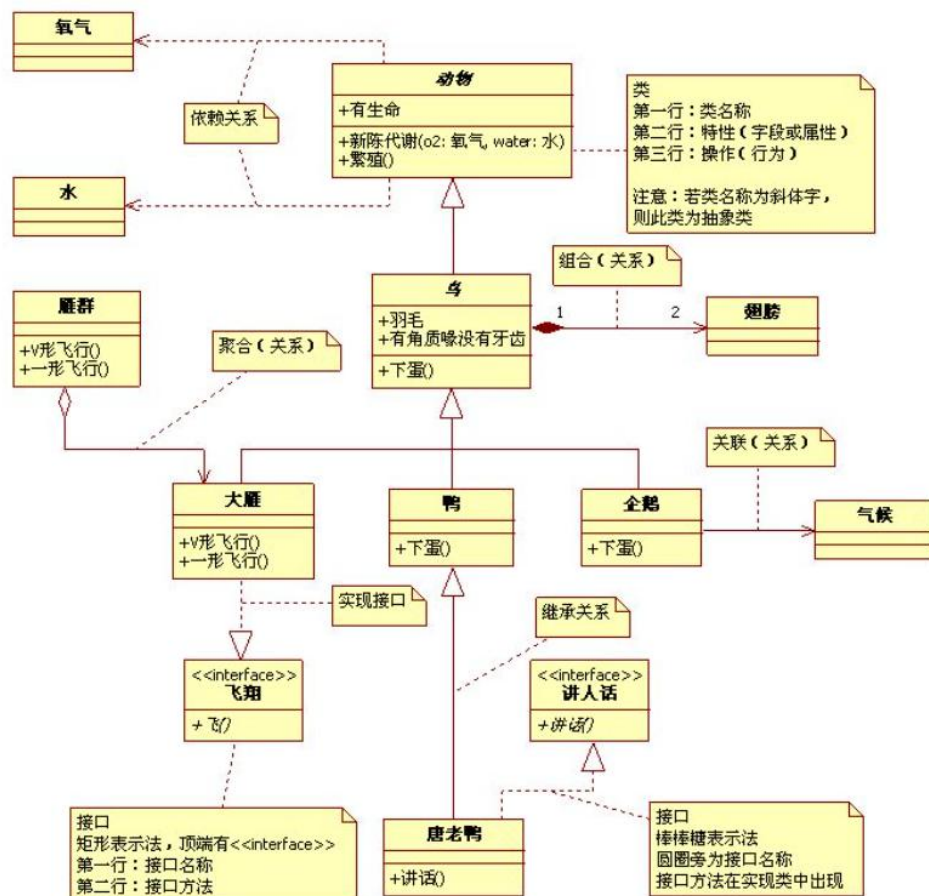 氧气
动物
+有生命
+新陈代谢(o2: 氧气, water: 水)
+繁殖()
类
第一行：类名称
第二行：特性（字段或属性）
第三行：操作（行为）
注意：若类名称为斜体字，
则此类为抽象类
依赖关系
水
组合（关系）
雁群
+V形飞行()
+一形飞行()
鸟
+羽毛
+有角质喙没有牙齿
+下蛋()
1
2
翅膀
聚合（关系）
关联（关系）
大雁
+V形飞行()
+一形飞行()
鸭
+下蛋()
企鹅
+下蛋()
气候
实现接口
继承关系
<<interface>>
飞翔
+飞()
<<interface>>
讲人话
+讲话()
接口
矩形表示法，顶端有<<interface>>
第一行：接口名称
第二行：接口方法
唐老鸭
+讲话()
接口
棒棒糖表示法
圆圈旁为接口名称
接口方法在实现类中出现